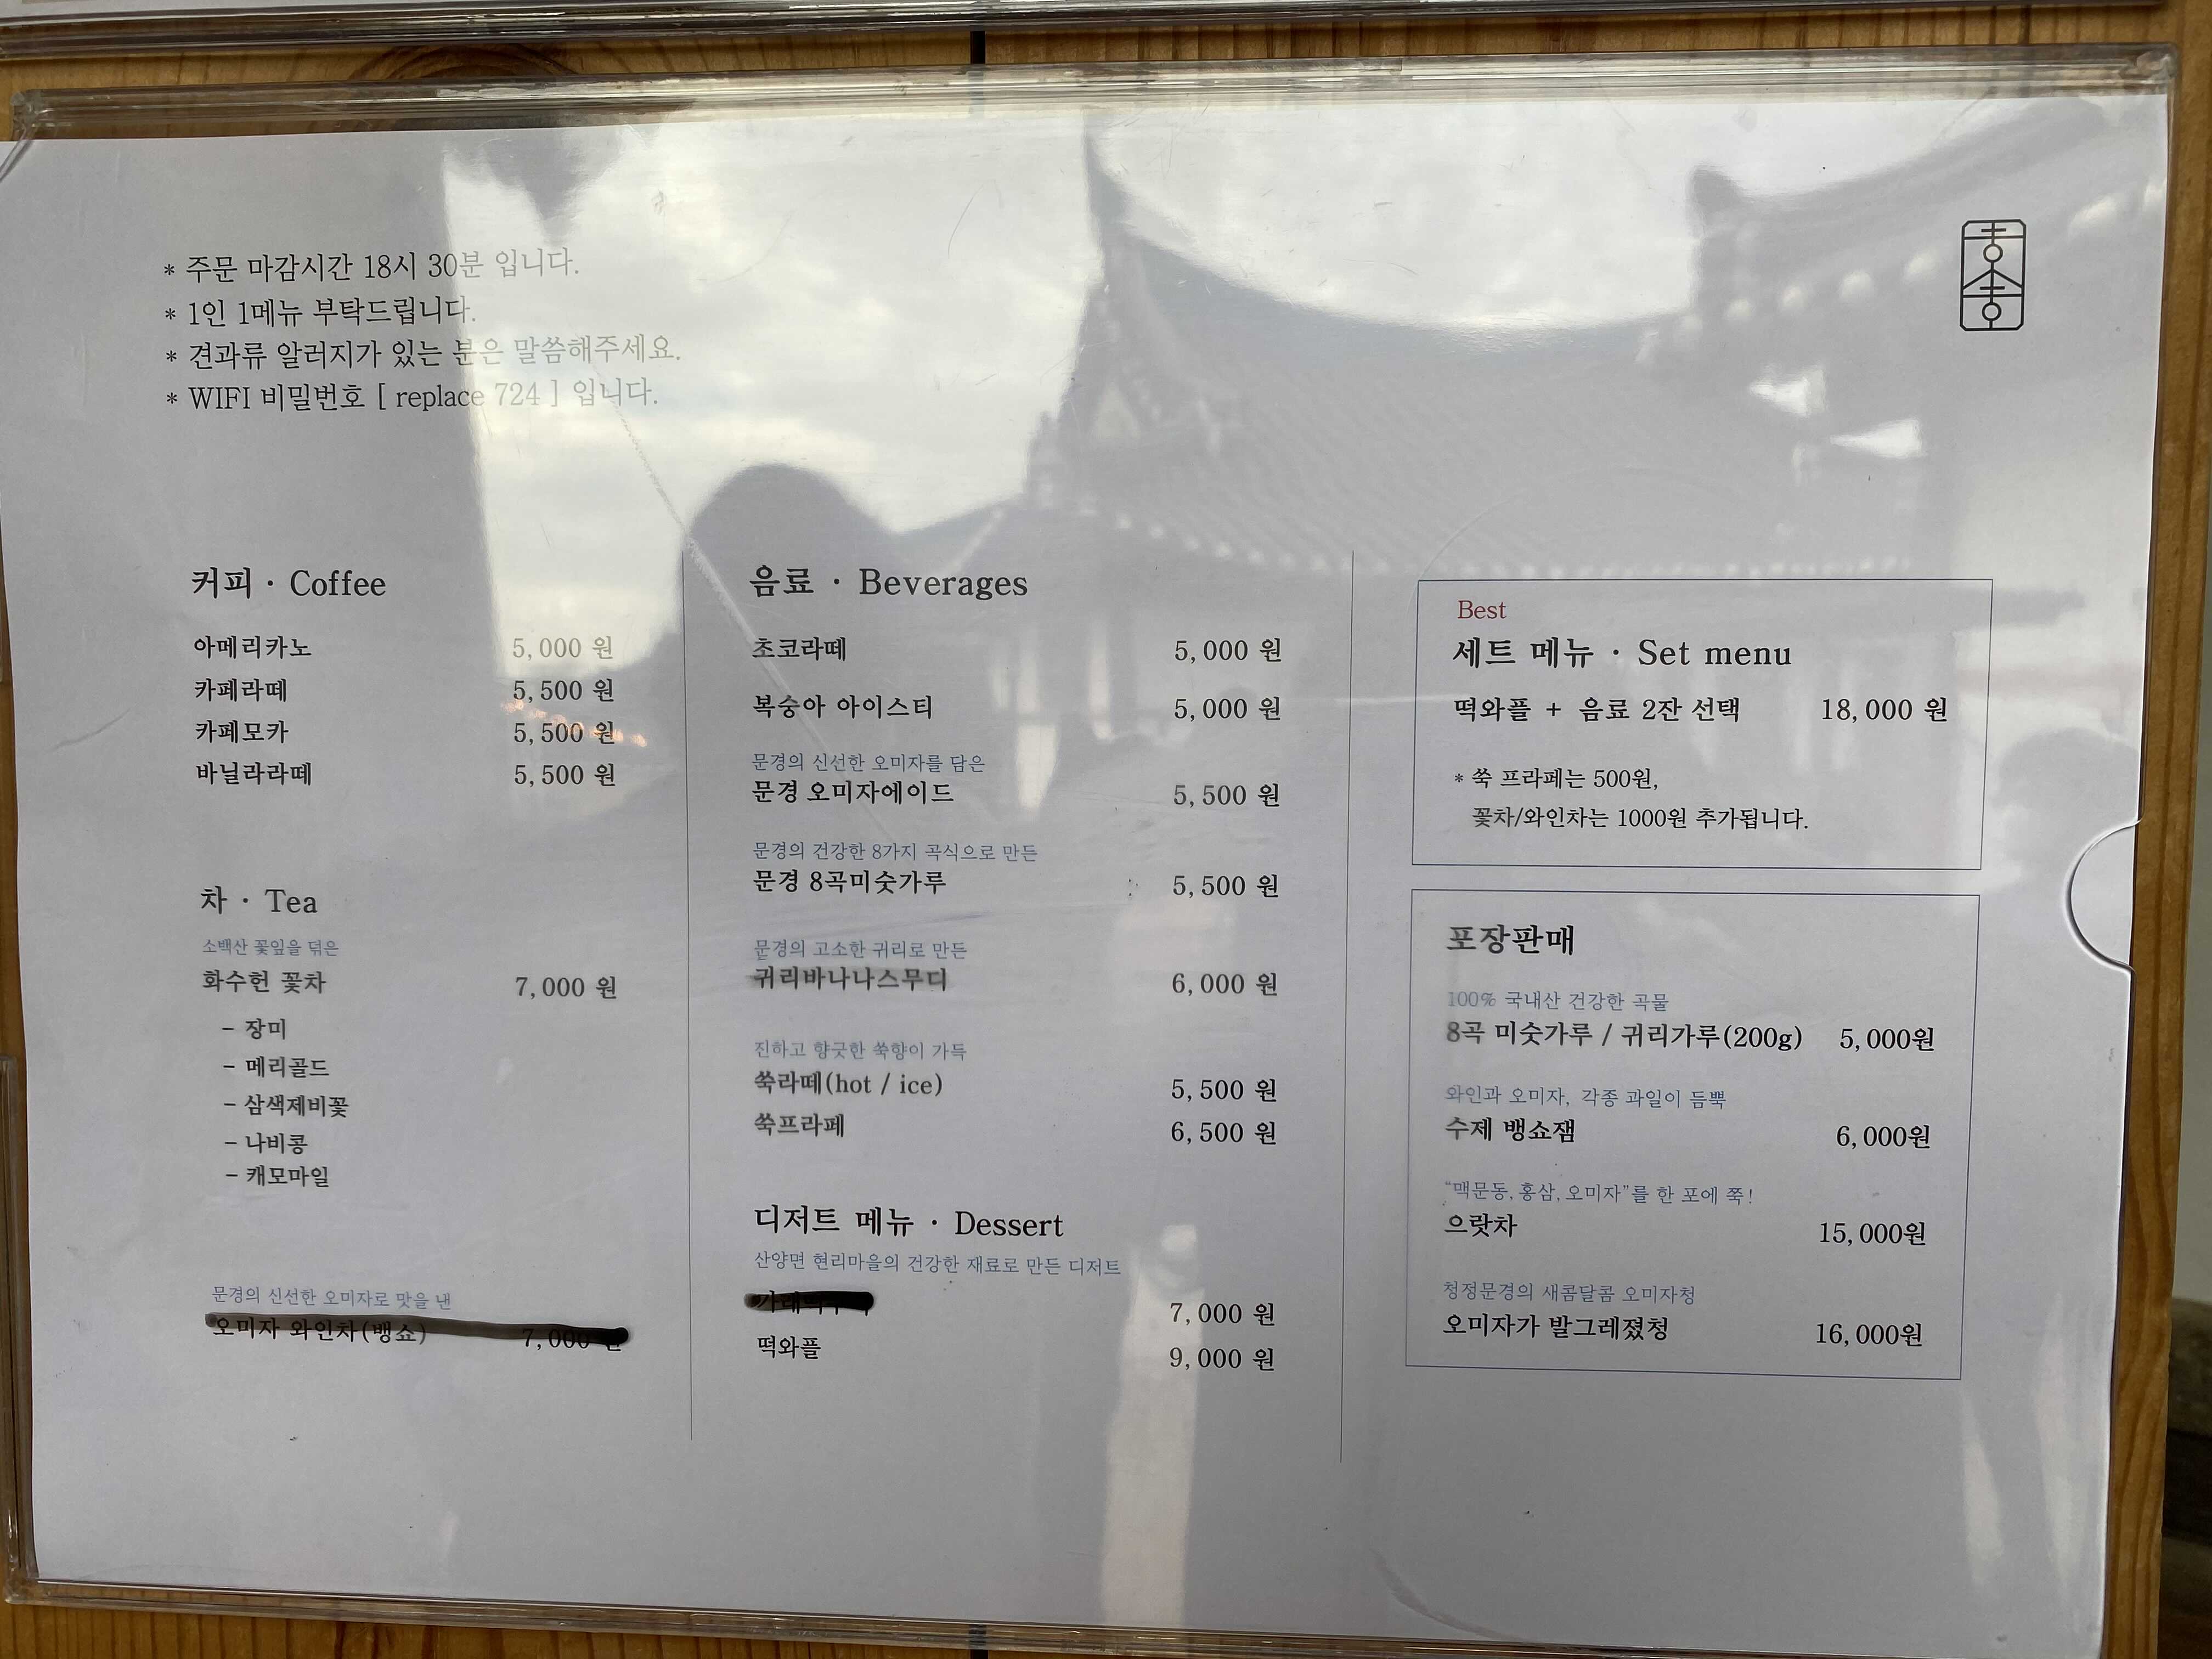 * 주문 마감시간 18시 30분 입니다.
* 1인 1메뉴 부탁드립니다.
* 견과류 알러지가 있는 분은 말씀해주세요.
* WIFI 비밀번호 [ replace 724 ] 입니다.
커피 · Coffee
아메리카노 5,000 원
카페라떼 5,500 원
카페모카 5,500 원
바닐라라떼 5,500 원
차 · Tea
소백산 꽃잎을 덖은
화수헌 꽃차 7,000 원
- 장미
- 메리골드
- 삼색제비꽃
- 나비콩
- 캐모마일
문경의 신선한 오미자로 맛을 낸
오미자 와인차(뱅쇼) 7,000 원
음료 · Beverages
초코라떼 5,000 원
복숭아 아이스티 5,000 원
문경의 신선한 오미자를 담은
문경 오미자에이드 5,500 원
문경의 건강한 8가지 곡식으로 만든
문경 8곡미숫가루 5,500 원
문경의 고소한 귀리로 만든
귀리바나나스무디 6,000 원
진하고 향긋한 쑥향이 가득
쑥라떼(hot / ice) 5,500 원
쑥프라페 6,500 원
디저트 메뉴 · Dessert
산양면 현리마을의 건강한 재료로 만든 디저트
7,000 원
떡와플 9,000 원
Best
세트 메뉴 · Set menu
떡와플 + 음료 2잔 선택 18,000 원
* 쑥 프라페는 500원,
꽃차/와인차는 1000원 추가됩니다.
포장판매
100% 국내산 건강한 곡물
8곡 미숫가루 / 귀리가루(200g) 5,000원
와인과 오미자, 각종 과일이 듬뿍
수제 뱅쇼잼 6,000원
"맥문동, 홍삼, 오미자"를 한 포에 쭉!
으랏차 15,000원
청정문경의 새콤달콤 오미자청
오미자가 발그레졌청 16,000원